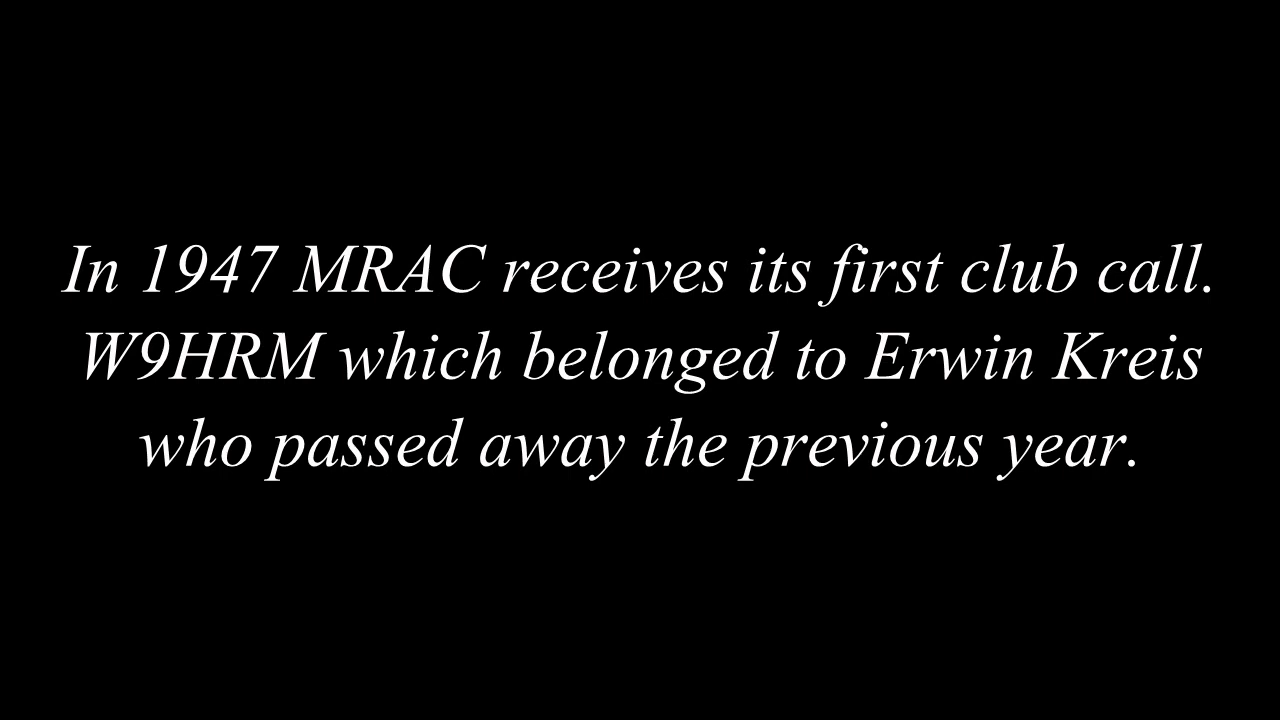 In 1947 MRAC receives its first club call.
W9HRM which belonged to Erwin Kreis
who passed away the previous year.